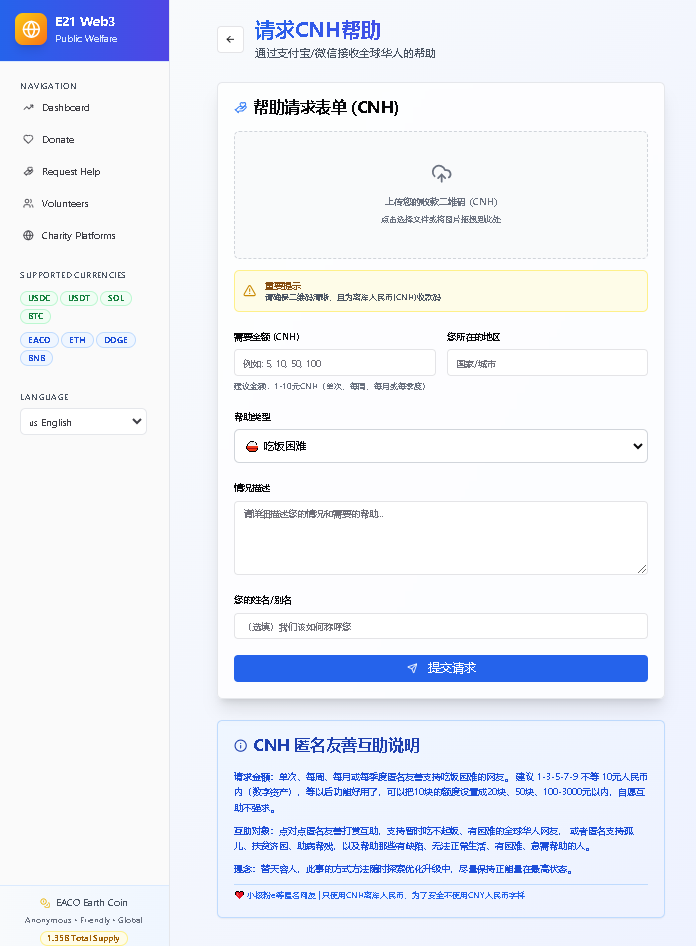 E21 Web3
Public Welfare
NAVIGATION
Dashboard
Donate
Request Help
Volunteers
Charity Platforms
SUPPORTED CURRENCIES
USDC USDT SOL
BTC
EACO ETH DOGE
BNB
LANGUAGE
us English
EACO Earth Coin
Anonymous • Friendly • Global
1.35B Total Supply
请求CNH帮助
通过支付宝/微信接收全球华人的帮助
帮助请求表单 (CNH)
上传您的收款二维码 (CNH)
点击选择文件或将图片拖拽到此处
重要提示
请确保二维码清晰，且为离岸人民币(CNH)收款码
需要金额 (CNH)
您所在的地区
例如: 5, 10, 50, 100
国家/城市
建议金额：1-10元CNH（单次、每周、每月或每季度）
帮助类型
吃饭困难
情况描述
请详细描述您的情况和需要的帮助...
您的姓名/别名
（选填）我们该如何称呼您
提交请求
CNH 匿名友善互助说明
请求金额：单次、每周、每月或每季度匿名友善支持吃饭困难的网友。 建议 1-3-5-7-9 不等 10元人民币
内（数字资产），等以后功能好用了，可以把10块的额度设置成20块、50块、100-3000元以内，自愿互
助不强求。
互助对象：点对点匿名友善打赏互助，支持暂时吃不起饭、有困难的全球华人网友， 或者匿名支持孤
儿、扶贫济困、助病帮残，以及帮助那些有缺陷、无法正常生活、有困难、急需帮助的人。
理念：普天容人，此事的方式方法随时探索优化升级中，尽量保持正能量在最高状态。
小候粉e等匿名网友 | 只使用CNH离岸人民币，为了安全不使用CNY人民币字样